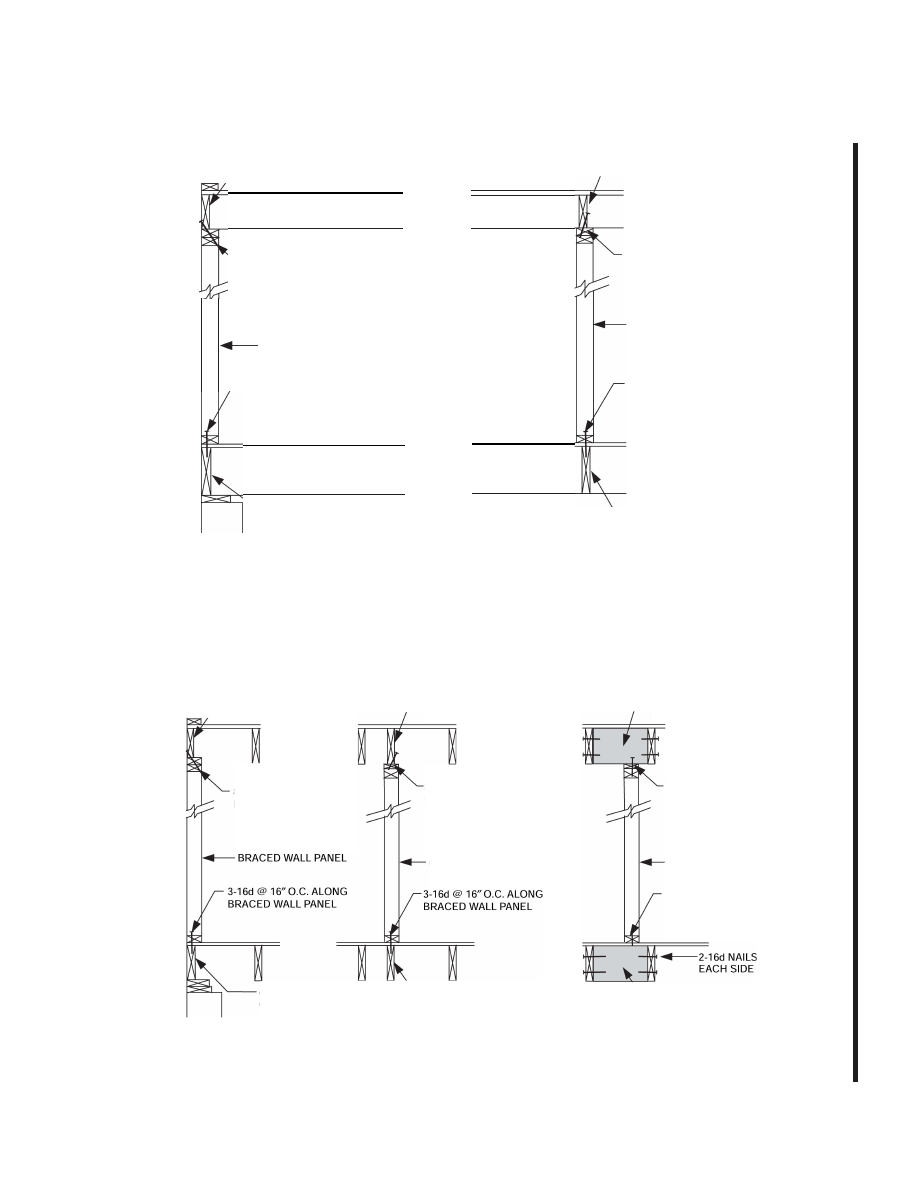 BRACED WALL PANEL
3-16d @ 16" O.C. ALONG
BRACED WALL PANEL
3-16d @ 16" O.C. ALONG
BRACED WALL PANEL
2-16d NAILS
EACH SIDE